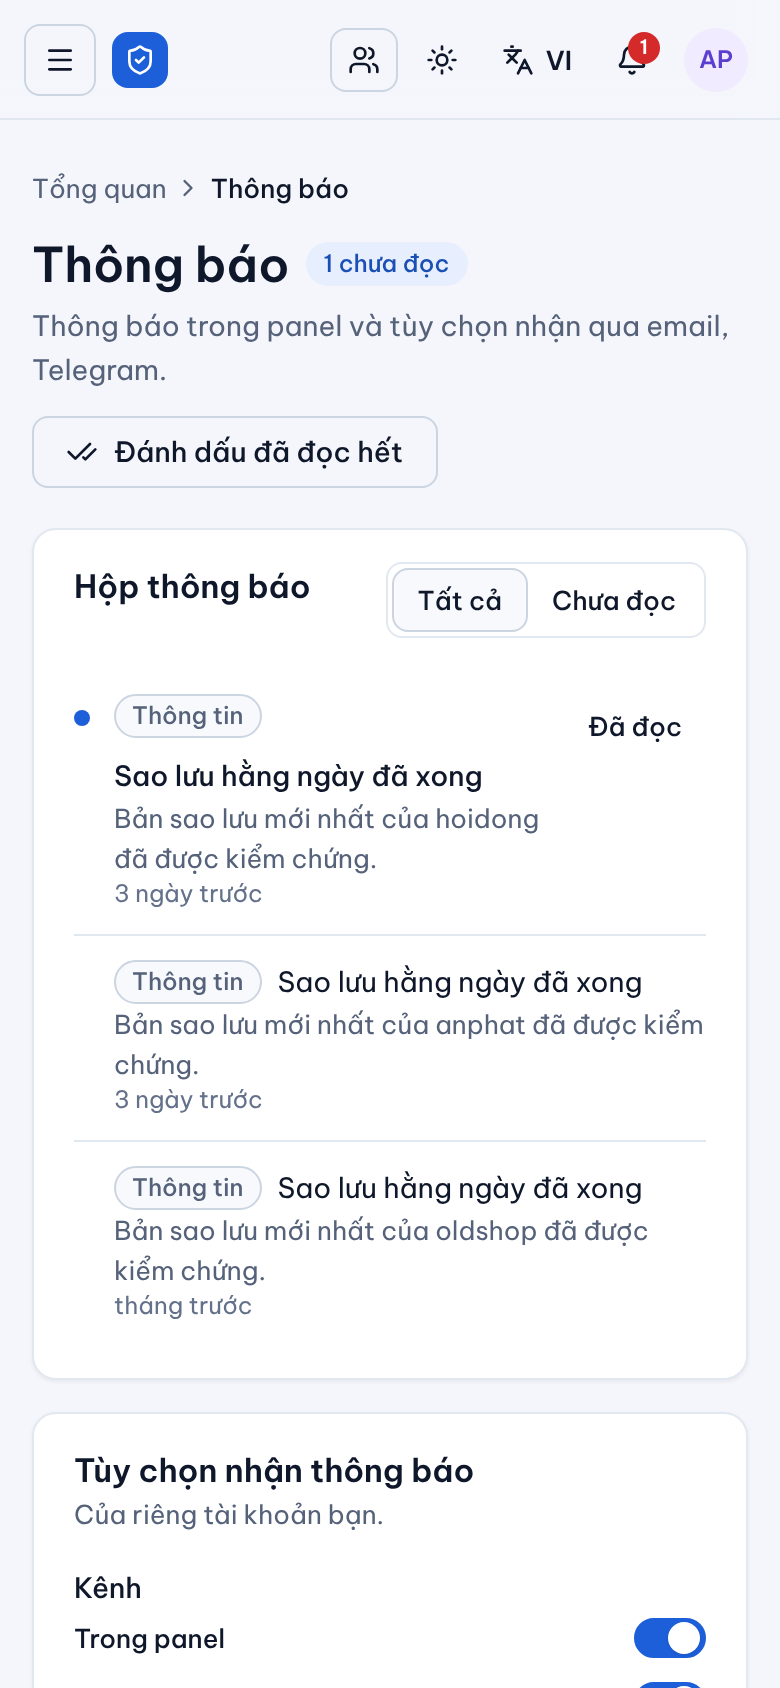 VI
1
AP
Tổng quan > Thông báo
Thông báo
1 chưa đọc
Thông báo trong panel và tùy chọn nhận qua email,
Telegram.
Đánh dấu đã đọc hết
Hộp thông báo
Tất cả
Chưa đọc
Thông tin
Đã đọc
Sao lưu hằng ngày đã xong
Bản sao lưu mới nhất của hoidong
đã được kiểm chứng.
3 ngày trước
Thông tin Sao lưu hằng ngày đã xong
Bản sao lưu mới nhất của anphat đã được kiểm
chứng.
3 ngày trước
Thông tin Sao lưu hằng ngày đã xong
Bản sao lưu mới nhất của oldshop đã được
kiểm chứng.
tháng trước
Tùy chọn nhận thông báo
Của riêng tài khoản bạn.
Kênh
Trong panel